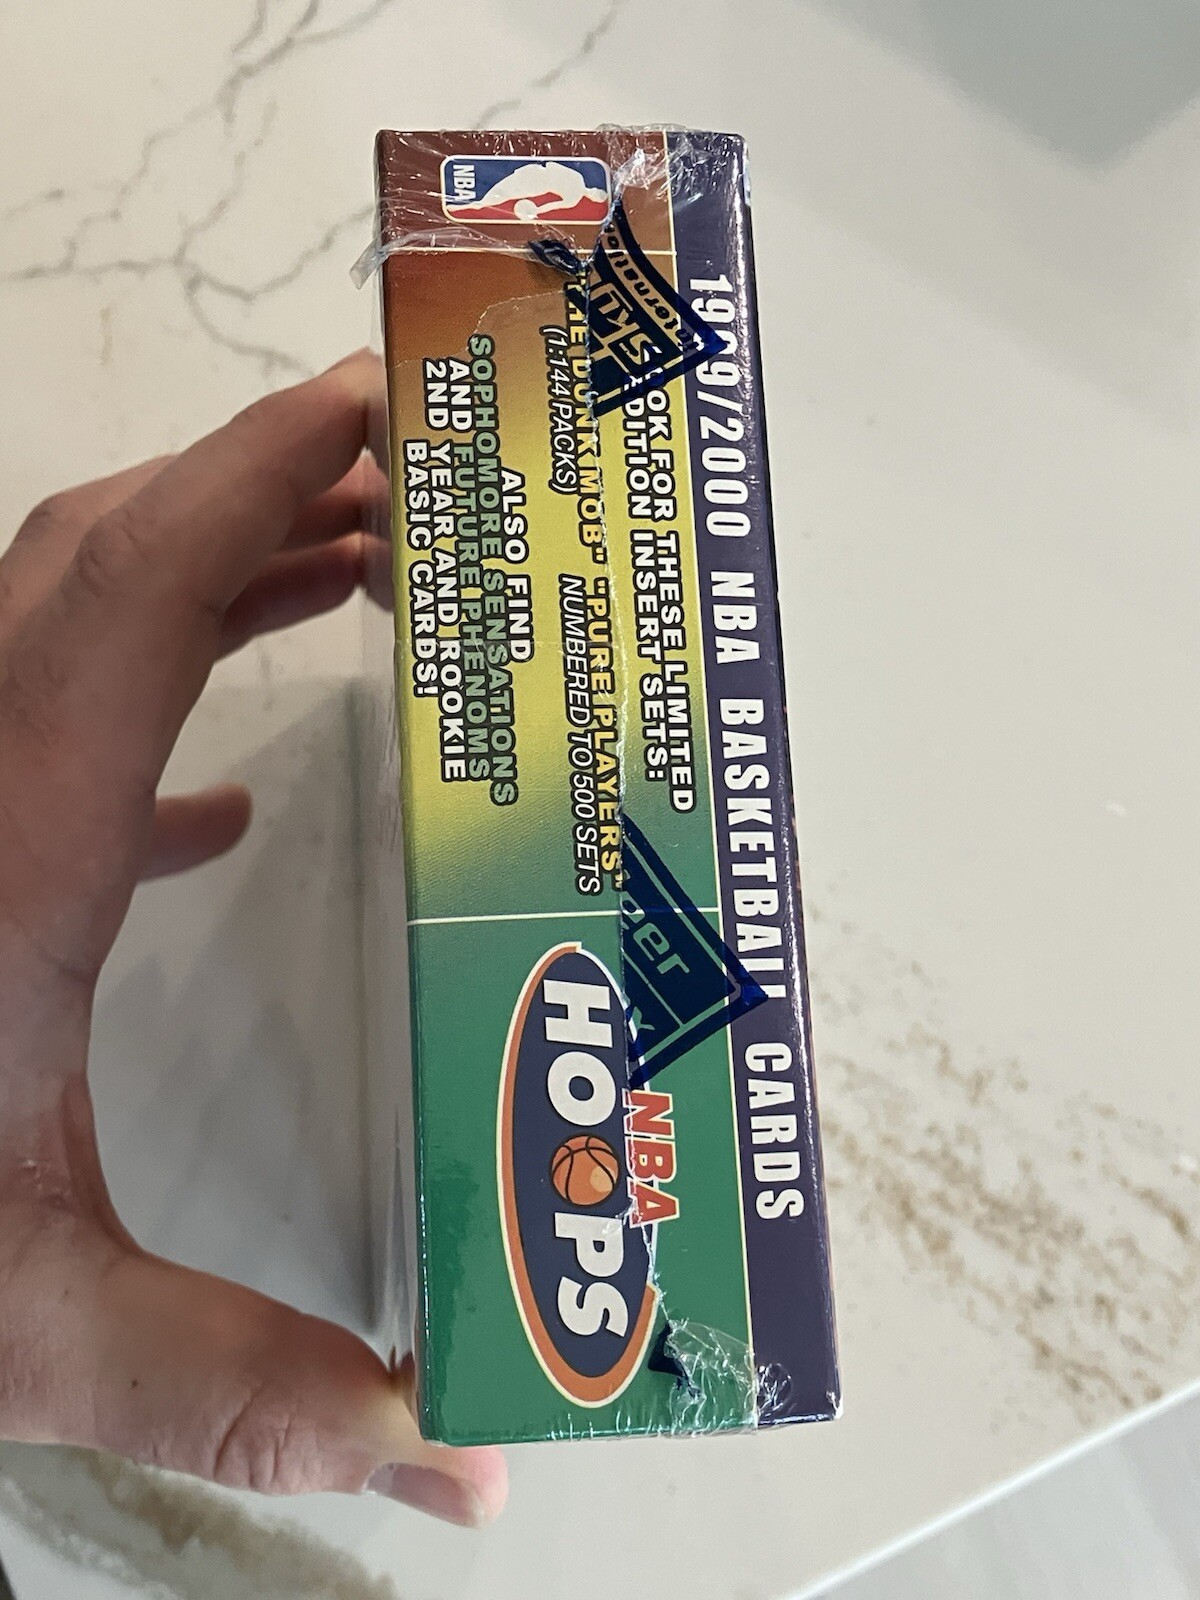 1999/2000 NBA BASKETBALL CARDS
NBA
LOOK FOR THESE LIMITED
EDITION INSERT SETS:
"THE DUNK MOB" "PURE PLAYERS"
(1:144 PACKS) NUMBERED TO 500 SETS
ALSO FIND
SOPHOMORE SENSATIONS
AND FUTURE PHENOMS
2ND YEAR AND ROOKIE
BASIC CARDS!
NBA
HOOPS